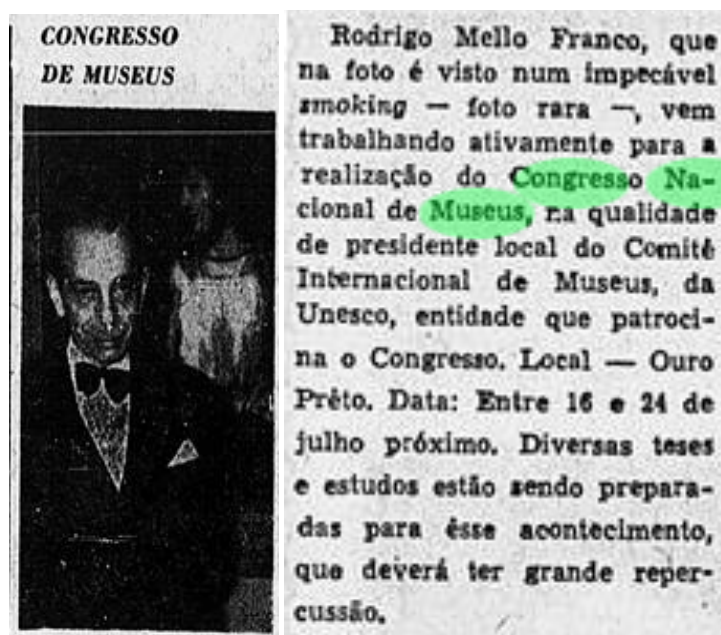 CONGRESSO
DE MUSEUS
Rodrigo Mello Franco, que
na foto é visto num impecável
smoking — foto rara —, vem
trabalhando ativamente para a
realização do Congresso Na-
cional de Museus, na qualidade
de presidente local do Comitê
Internacional de Museus, da
Unesco, entidade que patroci-
na o Congresso. Local — Ouro
Prêto. Data: Entre 16 e 24 de
julho próximo. Diversas teses
e estudos estão sendo prepara-
das para êsse acontecimento,
que deverá ter grande reper-
cussão.